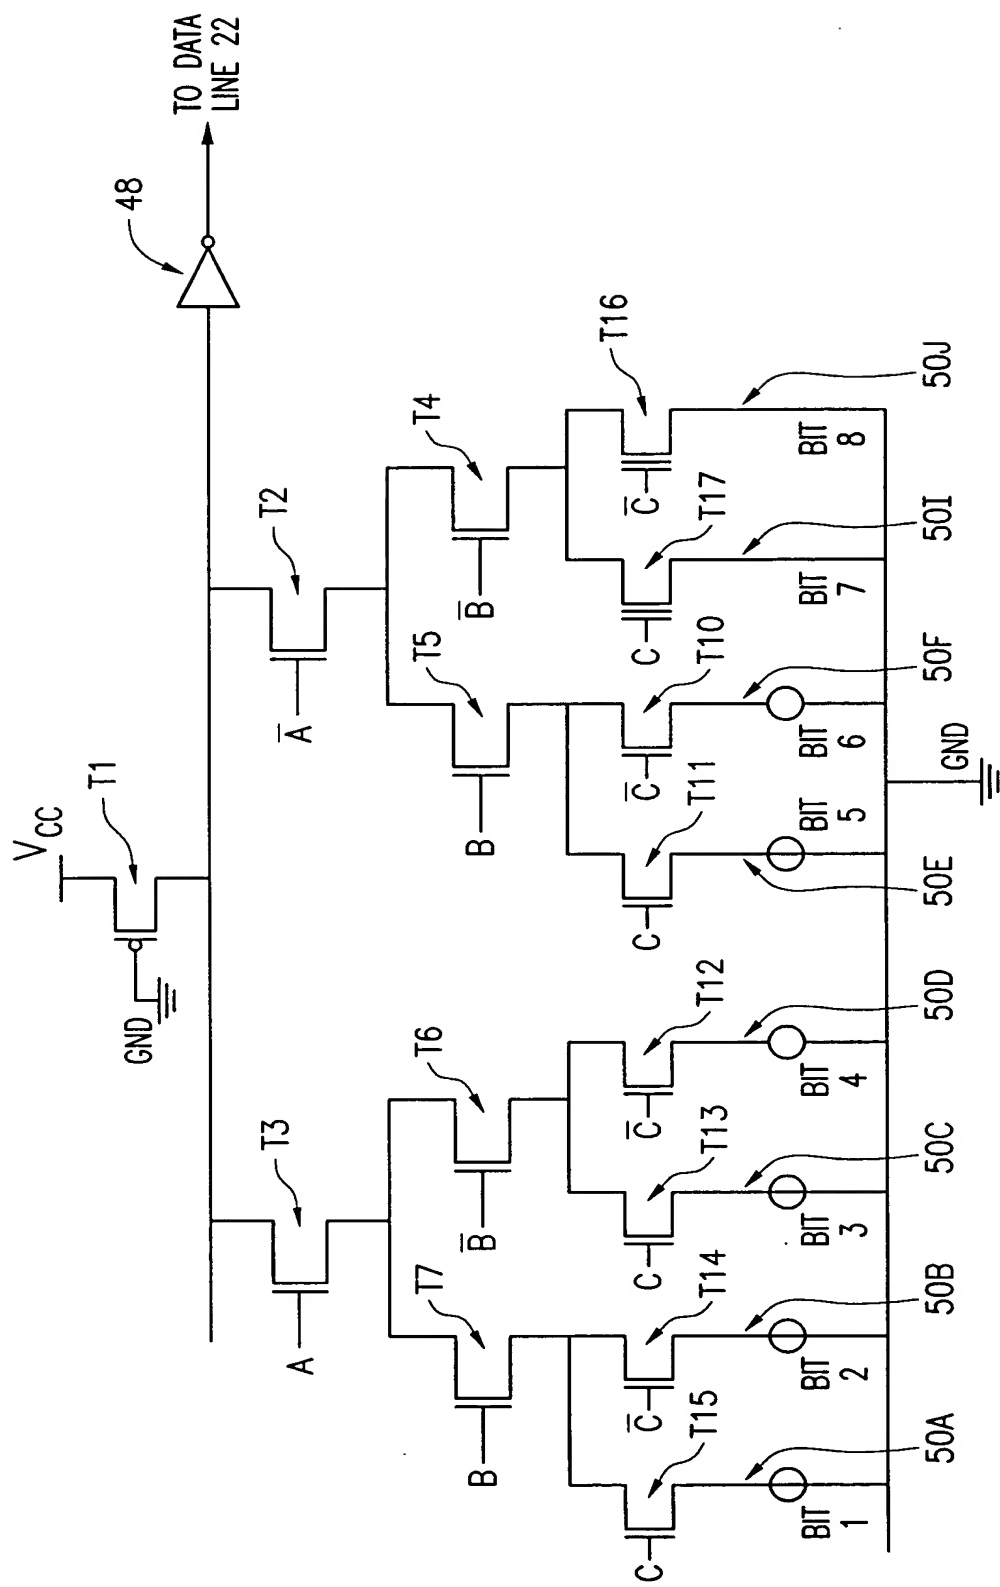 TO DATA
LINE 22
48
VCC
T1
GND
T3
T2
A
A̅
T7
T6
T5
T4
B
B̅
B
B̅
T15
T14
T13
T12
T11
T10
T17
T16
C
C̅
C
C̅
C
C̅
C
C̅
BIT
1
BIT
2
BIT
3
BIT
4
BIT
5
BIT
6
BIT
7
BIT
8
50A
50B
50C
50D
50E
50F
50I
50J
GND